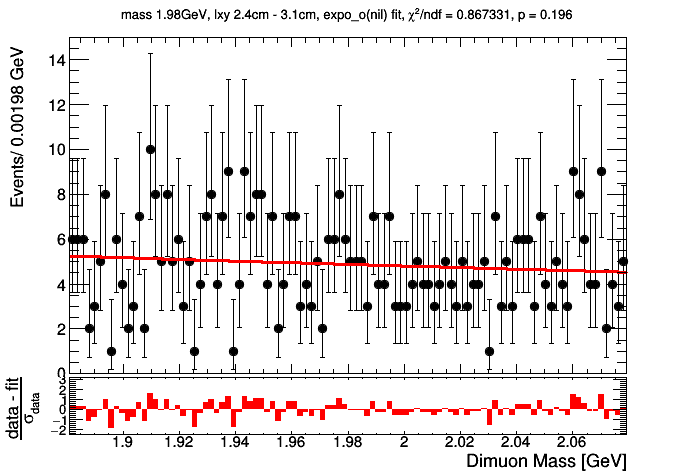 mass 1.98GeV, lxy 2.4cm - 3.1cm, expo_o(nil) fit, χ²/ndf = 0.867331, p = 0.196
Events/ 0.00198 GeV
14
12
10
8
6
4
2
0
data - fit
σdata
3
2
1
0
−1
−2
1.9 1.92 1.94 1.96 1.98 2 2.02 2.04 2.06
Dimuon Mass [GeV]